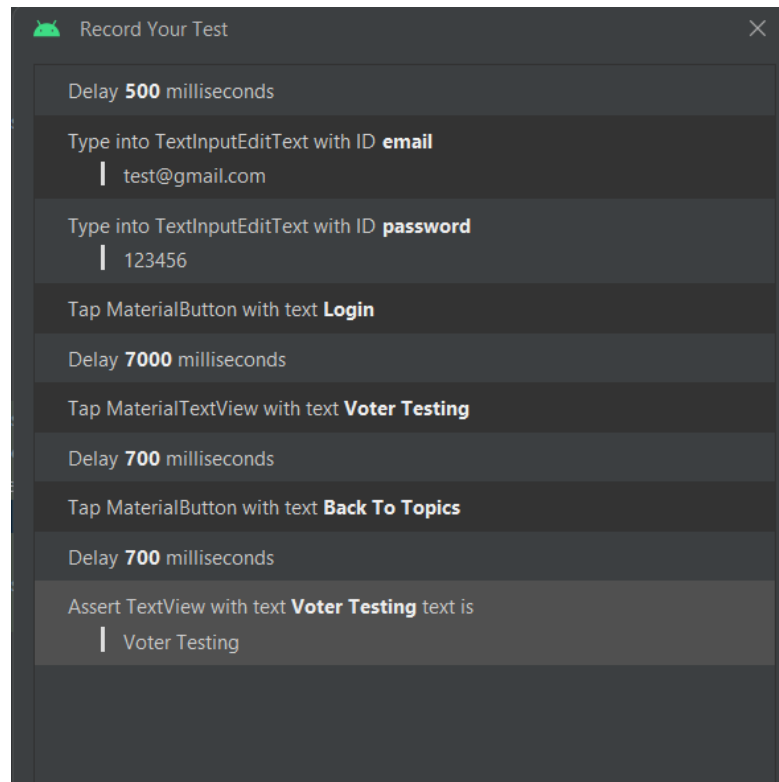 Record Your Test
Delay 500 milliseconds
Type into TextInputEditText with ID email
test@gmail.com
Type into TextInputEditText with ID password
123456
Tap MaterialButton with text Login
Delay 7000 milliseconds
Tap MaterialTextView with text Voter Testing
Delay 700 milliseconds
Tap MaterialButton with text Back To Topics
Delay 700 milliseconds
Assert TextView with text Voter Testing text is
Voter Testing